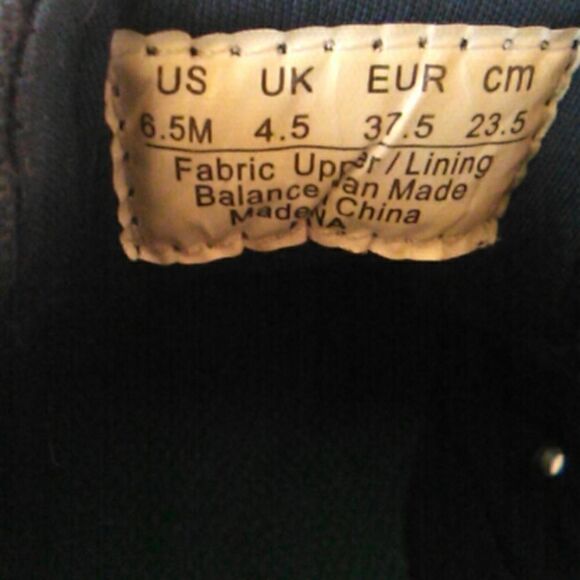 US UK EUR cm
6.5M 4.5 37.5 23.5
Fabric Upper/Lining
Balance an Made
Made China